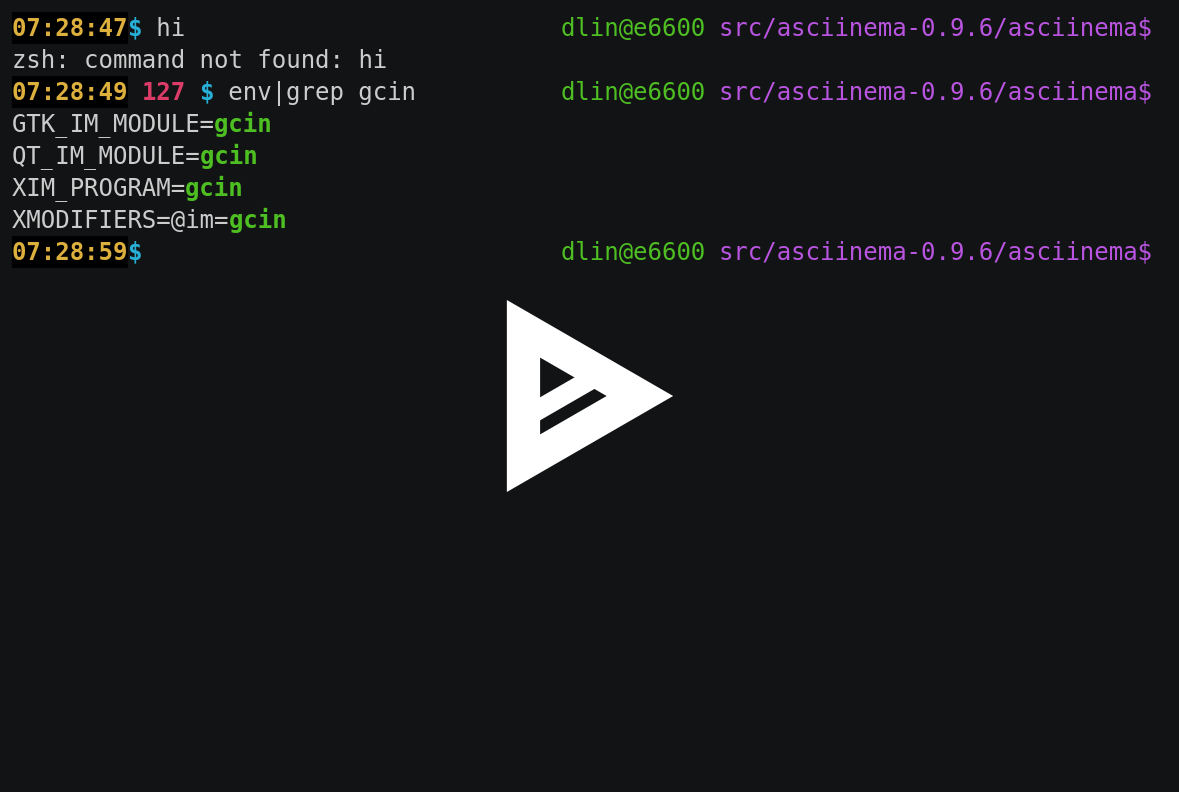 07:28:47$ hi dlin@e6600 src/asciinema-0.9.6/asciinema$
zsh: command not found: hi
07:28:49 127 $ env|grep gcin dlin@e6600 src/asciinema-0.9.6/asciinema$
GTK_IM_MODULE=gcin
QT_IM_MODULE=gcin
XIM_PROGRAM=gcin
XMODIFIERS=@im=gcin
07:28:59$ dlin@e6600 src/asciinema-0.9.6/asciinema$